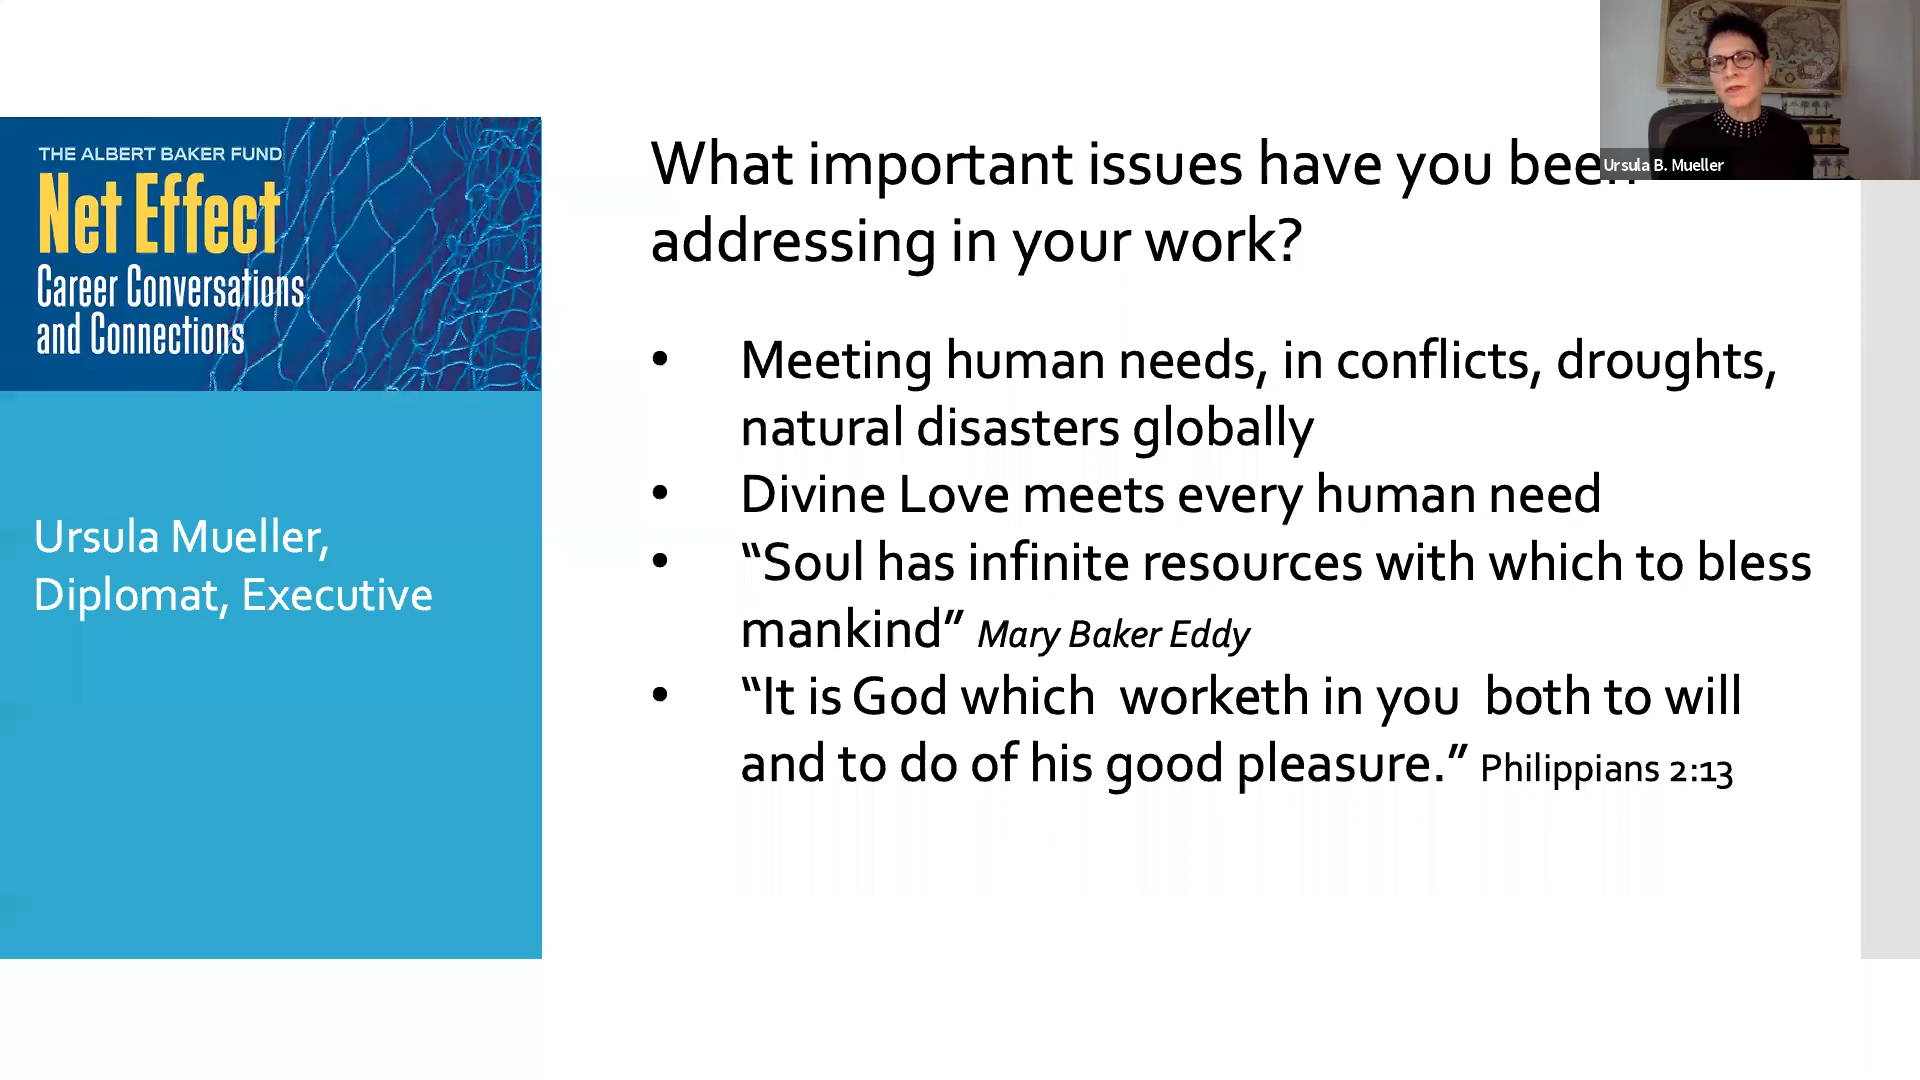 THE ALBERT BAKER FUND
Net Effect
Career Conversations
and Connections
Ursula Mueller,
Diplomat, Executive
What important issues have you been
addressing in your work?
• Meeting human needs, in conflicts, droughts,
natural disasters globally
• Divine Love meets every human need
• “Soul has infinite resources with which to bless
mankind” Mary Baker Eddy
• “It is God which worketh in you both to will
and to do of his good pleasure.” Philippians 2:13
Ursula B. Mueller